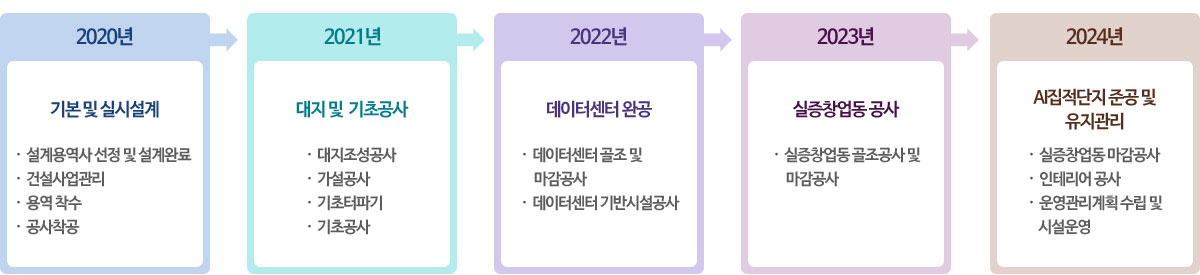 2020년
기본 및 실시설계
· 설계용역사 선정 및 설계완료
· 건설사업관리
· 용역 착수
· 공사착공
2021년
대지 및 기초공사
· 대지조성공사
· 가설공사
· 기초터파기
· 기초공사
2022년
데이터센터 완공
· 데이터센터 골조 및
마감공사
· 데이터센터 기반시설공사
2023년
실증창업동 공사
· 실증창업동 골조공사 및
마감공사
2024년
AI집적단지 준공 및
유지관리
· 실증창업동 마감공사
· 인테리어 공사
· 운영관리계획 수립 및
시설운영